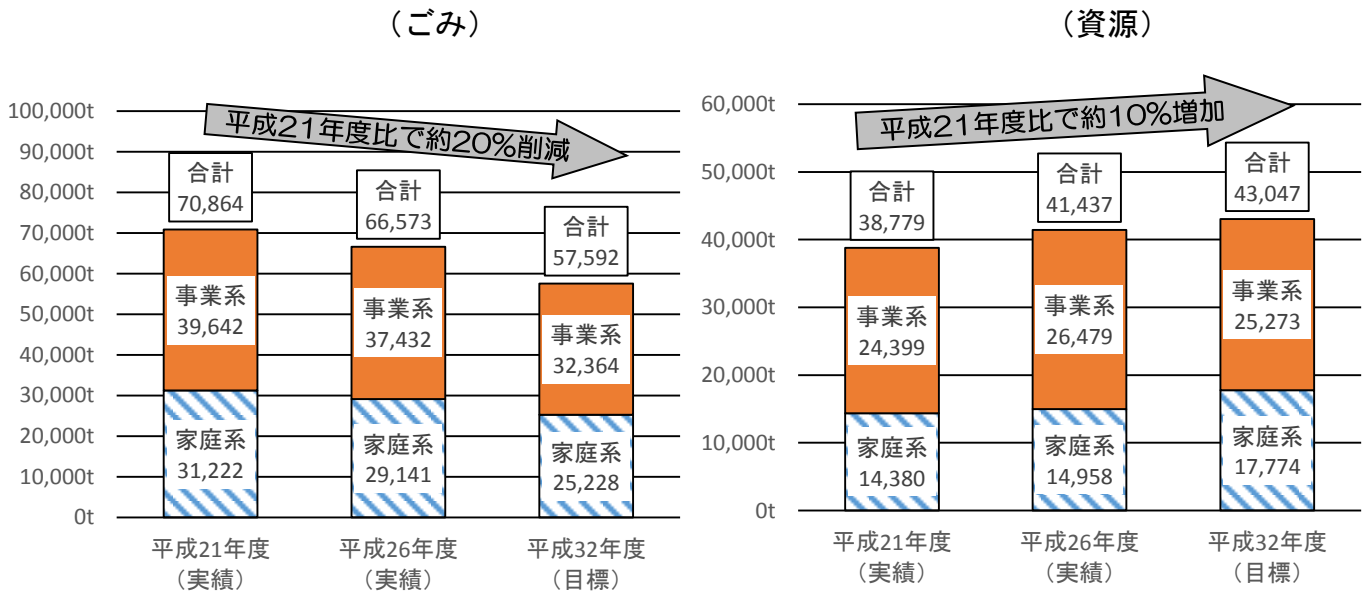 （ごみ）
100,000t
90,000t
80,000t
70,000t
60,000t
50,000t
40,000t
30,000t
20,000t
10,000t
0t
平成21年度比で約20%削減
合計
70,864
事業系
39,642
家庭系
31,222
合計
66,573
事業系
37,432
家庭系
29,141
合計
57,592
事業系
32,364
家庭系
25,228
平成21年度
（実績）
平成26年度
（実績）
平成32年度
（目標）
（資源）
60,000t
50,000t
40,000t
30,000t
20,000t
10,000t
0t
平成21年度比で約10%増加
合計
38,779
事業系
24,399
家庭系
14,380
合計
41,437
事業系
26,479
家庭系
14,958
合計
43,047
事業系
25,273
家庭系
17,774
平成21年度
（実績）
平成26年度
（実績）
平成32年度
（目標）